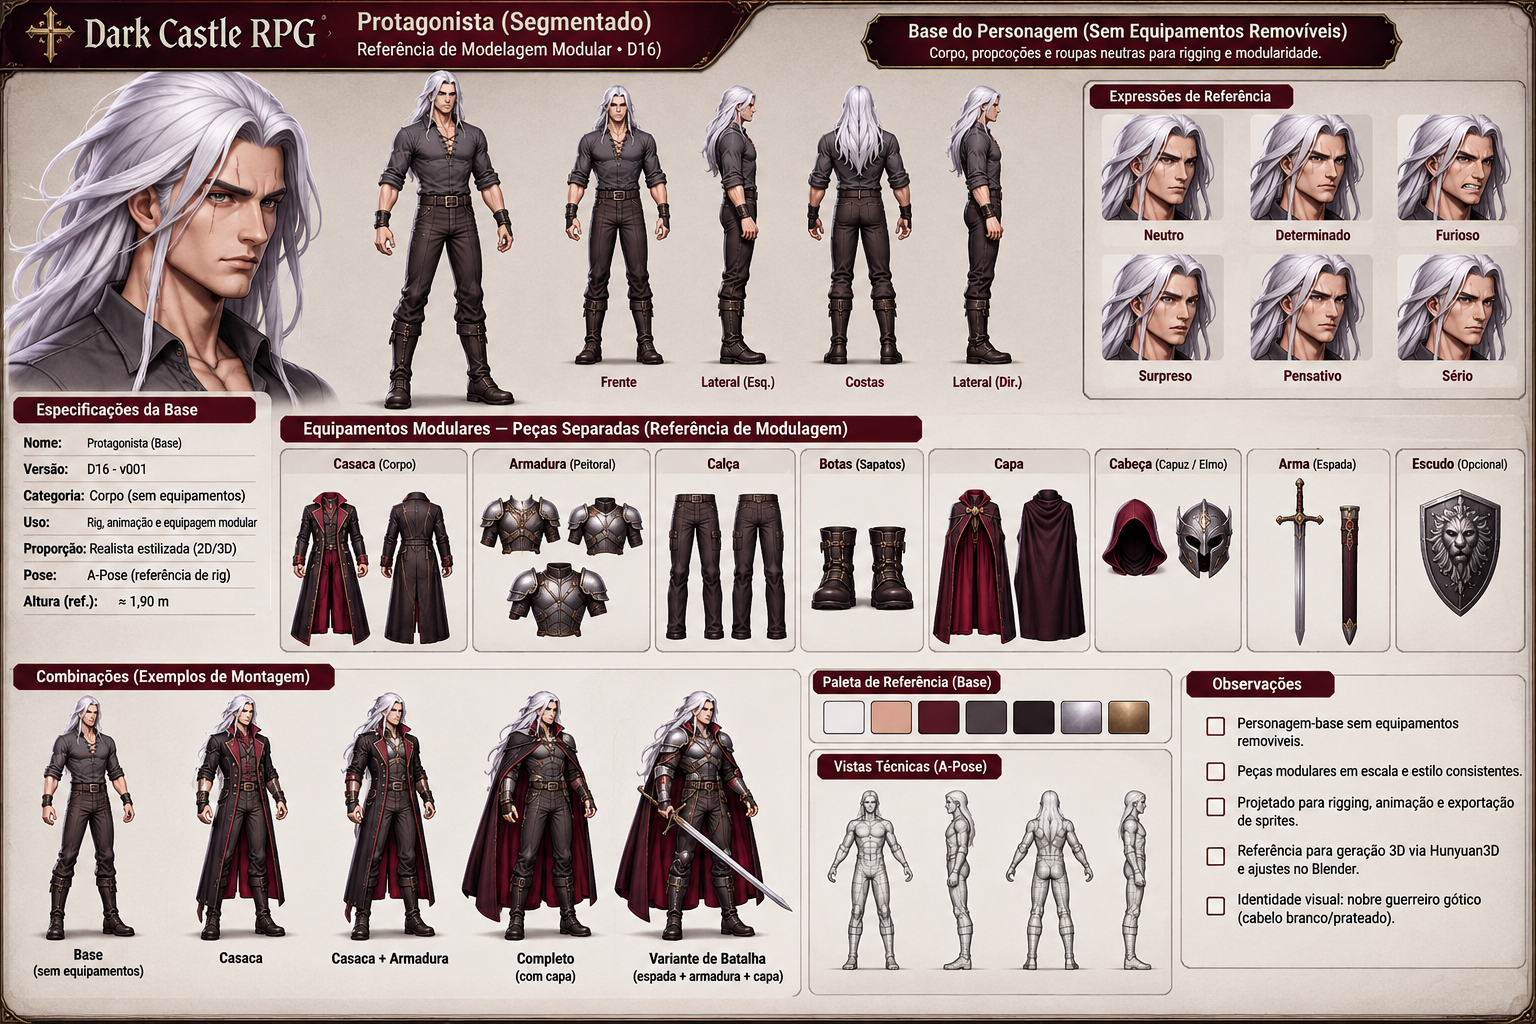 Dark Castle RPG
Protagonista (Segmentado)
Referência de Modelagem Modular • D16)
Base do Personagem (Sem Equipamentos Removíveis)
Corpo, propcoções e roupas neutras para rigging e modularidade.
Expressões de Referência
Neutro
Determinado
Furioso
Surpreso
Pensativo
Sério
Frente
Lateral (Esq.)
Costas
Lateral (Dir.)
Especificações da Base
Nome: Protagonista (Base)
Versão: D16 - v001
Categoria: Corpo (sem equipamentos)
Uso: Rig, animação e equipagem modular
Proporção: Realista estilizada (2D/3D)
Pose: A-Pose (referência de rig)
Altura (ref.): ≈ 1,90 m
Equipamentos Modulares — Peças Separadas (Referência de Modulagem)
Casaca (Corpo)
Armadura (Peitoral)
Calça
Botas (Sapatos)
Capa
Cabeça (Capuz / Elmo)
Arma (Espada)
Escudo (Opcional)
Combinações (Exemplos de Montagem)
Base
(sem equipamentos)
Casaca
Casaca + Armadura
Completo
(com capa)
Variante de Batalha
(espada + armadura + capa)
Paleta de Referência (Base)
Vistas Técnicas (A-Pose)
Observações
Personagem-base sem equipamentos
removiveis.
Peças modulares em escala e estilo consistentes.
Projetado para rigging, animação e exportação
de sprites.
Referência para geração 3D via Hunyuan3D
e ajustes no Blender.
Identidade visual: nobre guerreiro gótico
(cabelo branco/prateado).